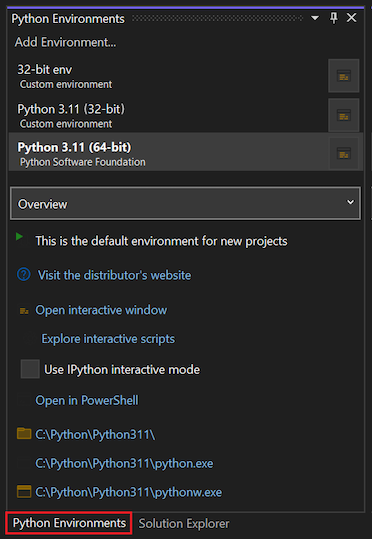 Python Environments
Add Environment...
32-bit env
Custom environment
Python 3.11 (32-bit)
Custom environment
Python 3.11 (64-bit)
Python Software Foundation
Overview
This is the default environment for new projects
Visit the distributor's website
Open interactive window
Explore interactive scripts
Use IPython interactive mode
Open in PowerShell
C:\Python\Python311\
C:\Python\Python311\python.exe
C:\Python\Python311\pythonw.exe
Python Environments Solution Explorer